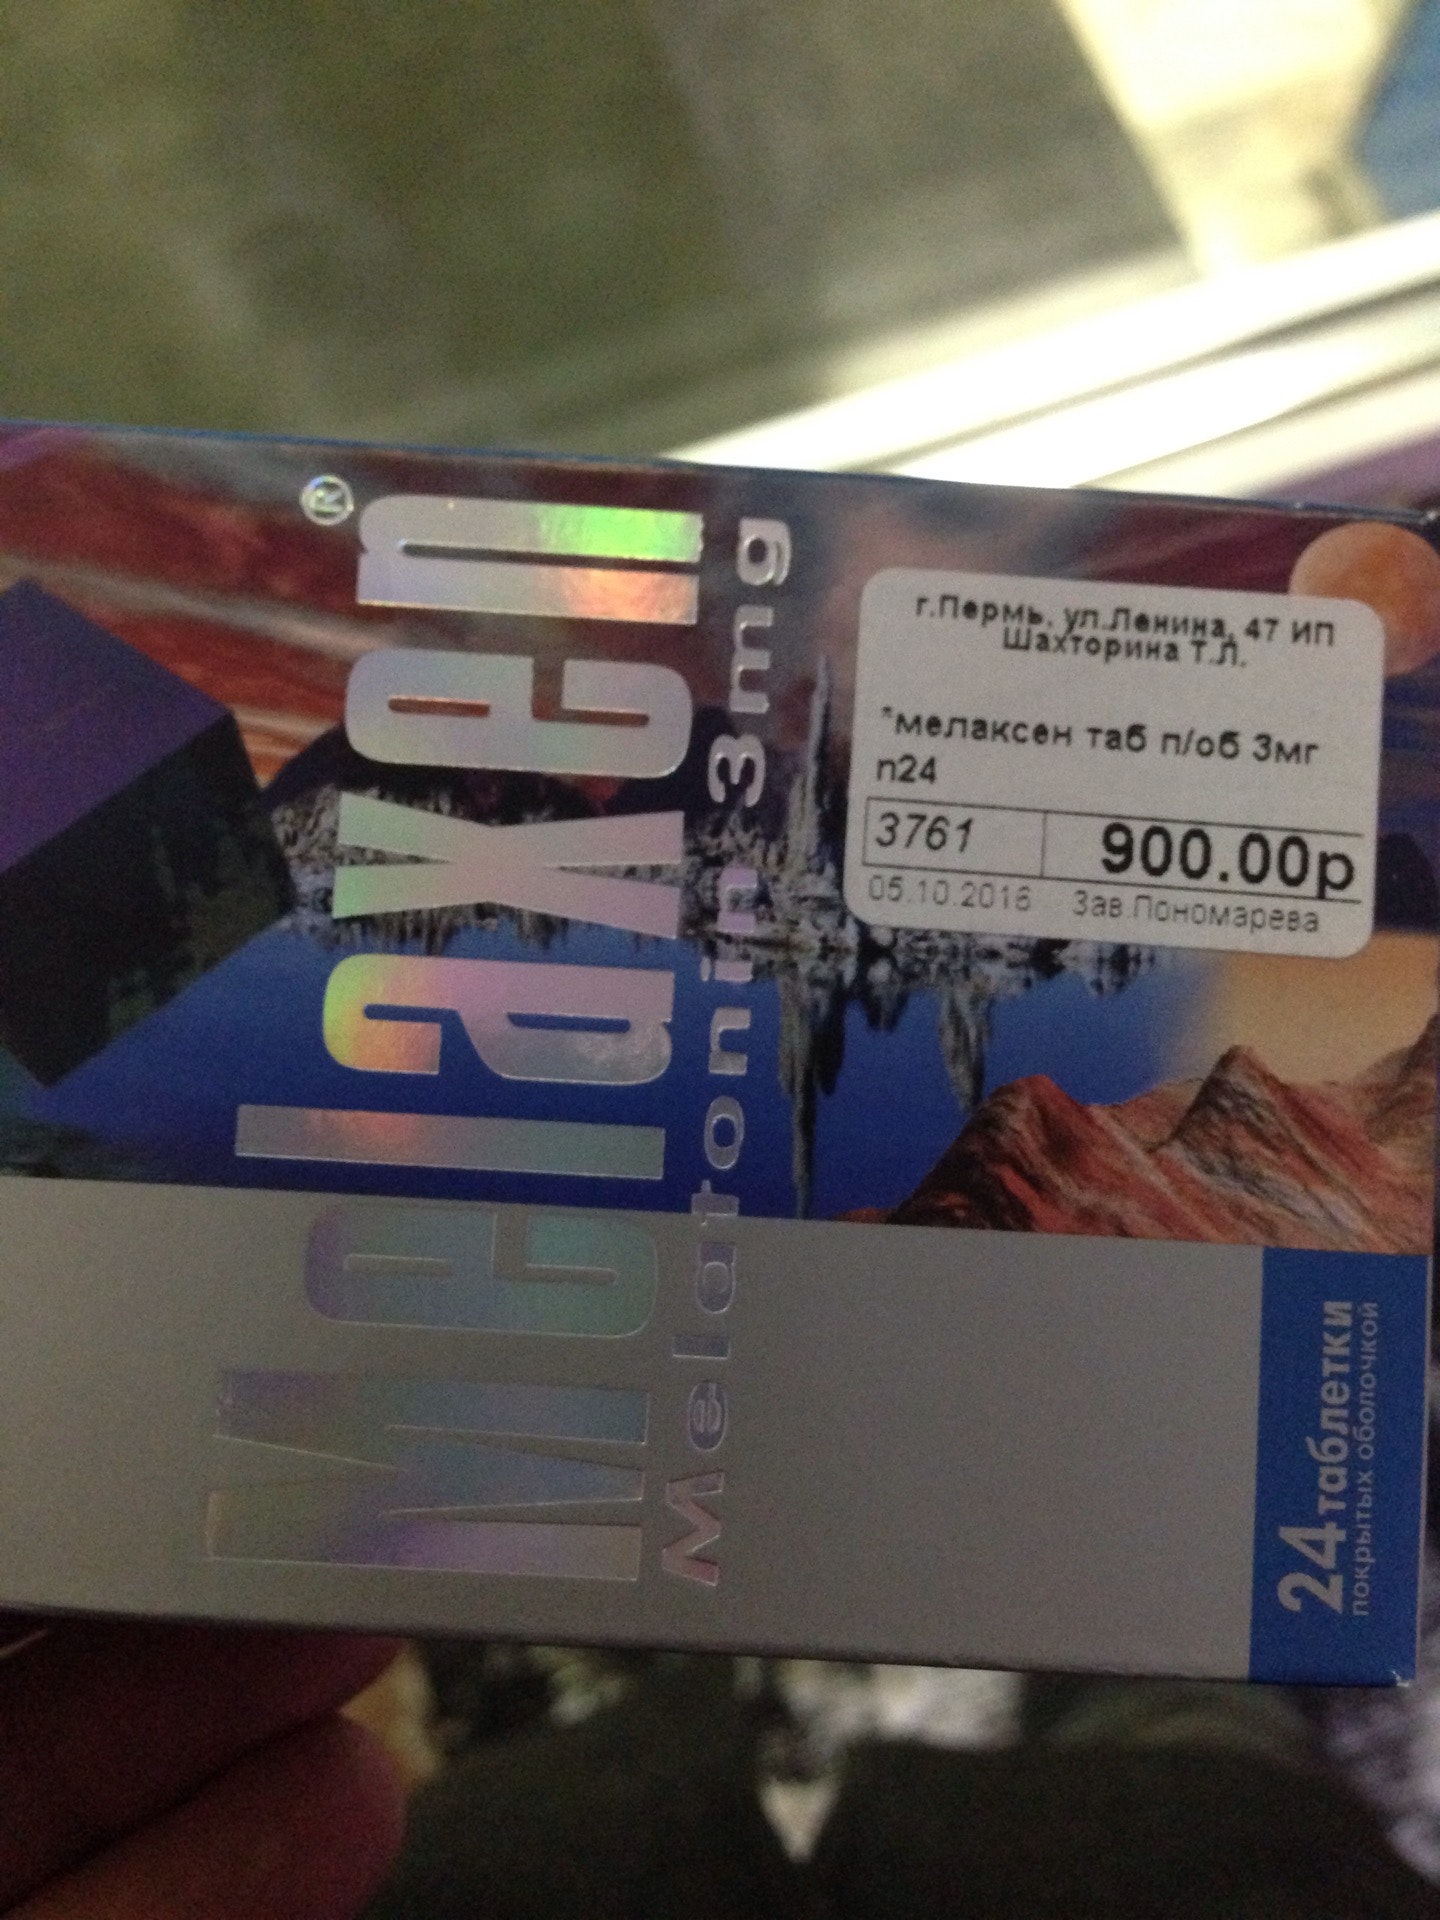 Melaxen®
Melatonin 3mg
г.Пермь, ул.Ленина, 47 ИП
Шахторина Т.Л.
"мелаксен таб п/об 3мг
n24
3761
900.00р
05.10.2016 Зав.Пономарева
24 таблетки
покрытых оболочкой